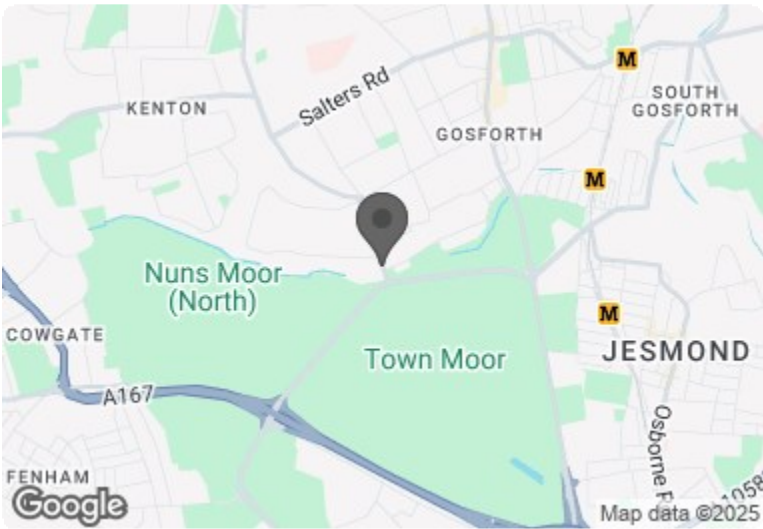 M
SOUTH
GOSFORTH
Salters Rd
KENTON
GOSFORTH
M
Nuns Moor
(North)
M
COWGATE
JESMOND
Town Moor
A167
Osborne
FENHAM
Google
Map data ©2025